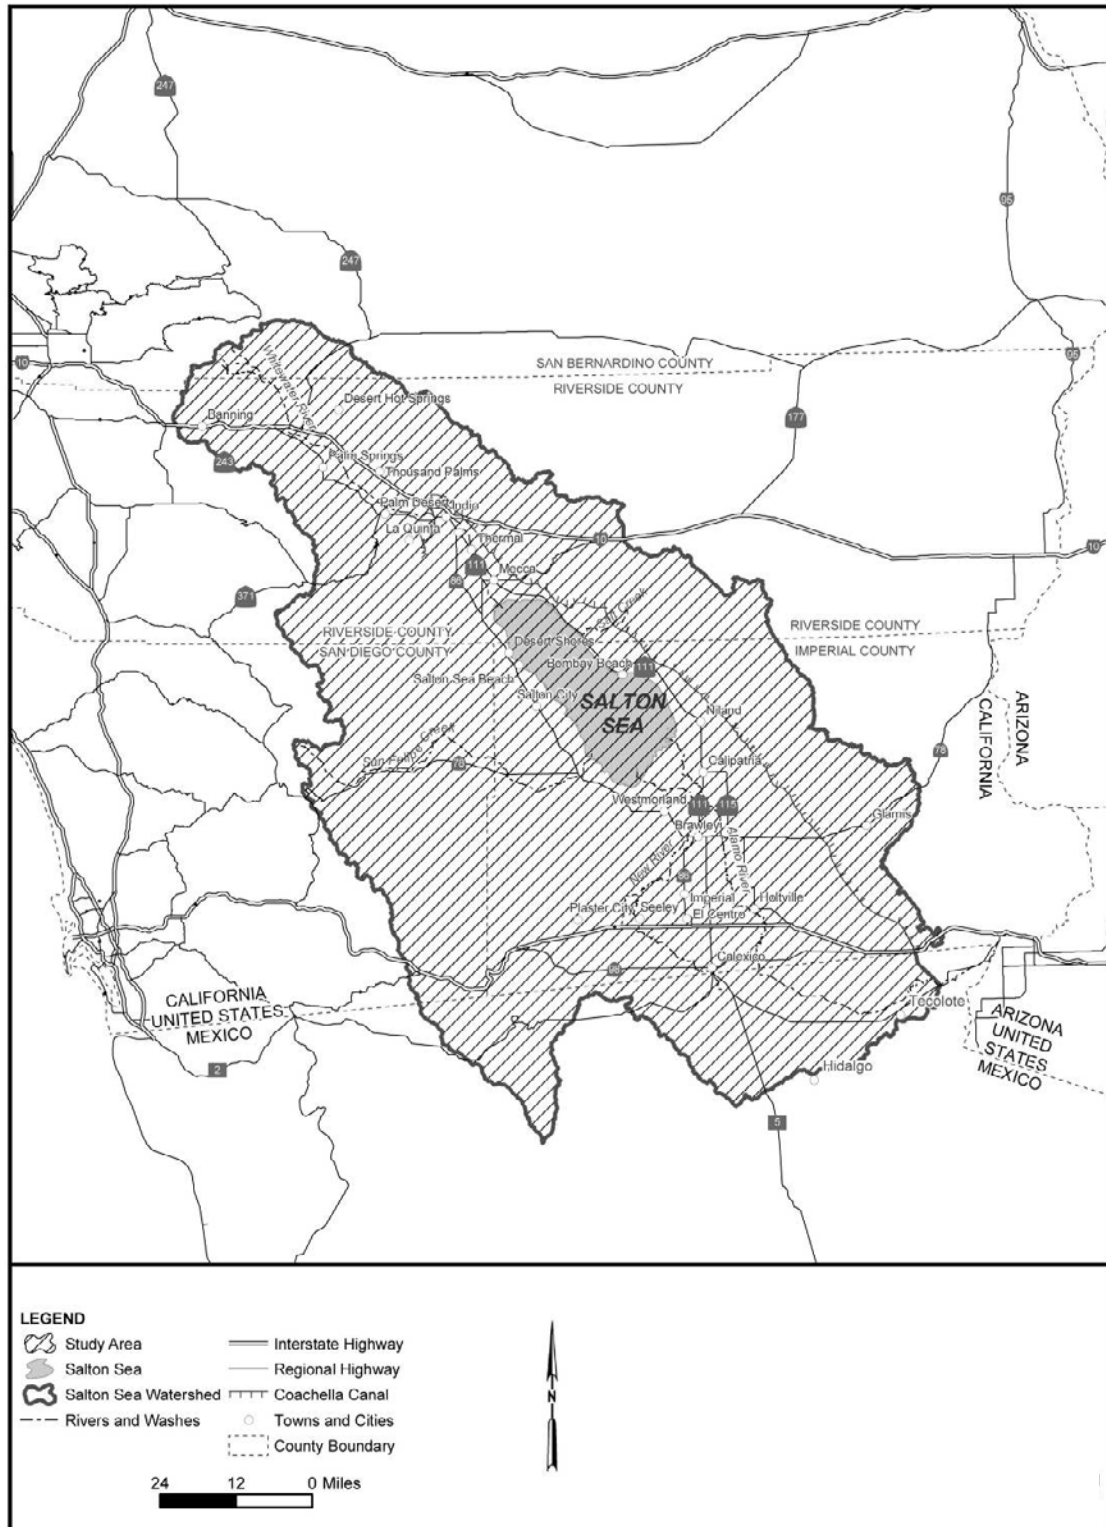 247
95
247
SAN BERNARDINO COUNTY
RIVERSIDE COUNTY
10
95
Whitewater River
Desert Hot Springs
Banning
177
243
Palm Springs
Thousand Palms
Palm Desert
Indio
La Quinta
Thermal
10
10
111
Mecca
86
371
Salt Creek
RIVERSIDE COUNTY
SAN DIEGO COUNTY
RIVERSIDE COUNTY
IMPERIAL COUNTY
Desert Shores
Bombay Beach
111
Salton Sea Beach
Salton City
SALTON
SEA
Niland
ARIZONA
CALIFORNIA
San Felipe Creek
78
78
Calipatria
Westmorland
111
115
Glamis
Brawley
Alamo River
New River
86
Imperial
Holtville
Plaster City
Seeley
El Centro
98
Calexico
CALIFORNIA
UNITED STATES
MEXICO
Tecolote
ARIZONA
UNITED
STATES
MEXICO
2
Hidalgo
5
LEGEND
Study Area
Interstate Highway
Salton Sea
Regional Highway
Salton Sea Watershed
Coachella Canal
Rivers and Washes
Towns and Cities
County Boundary
N
24 12 0 Miles